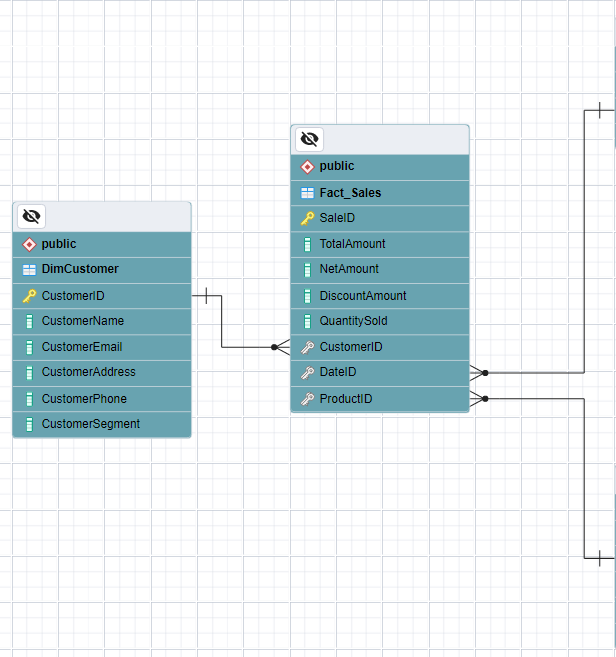 public
DimCustomer
CustomerID
CustomerName
CustomerEmail
CustomerAddress
CustomerPhone
CustomerSegment
public
Fact_Sales
SaleID
TotalAmount
NetAmount
DiscountAmount
QuantitySold
CustomerID
DateID
ProductID